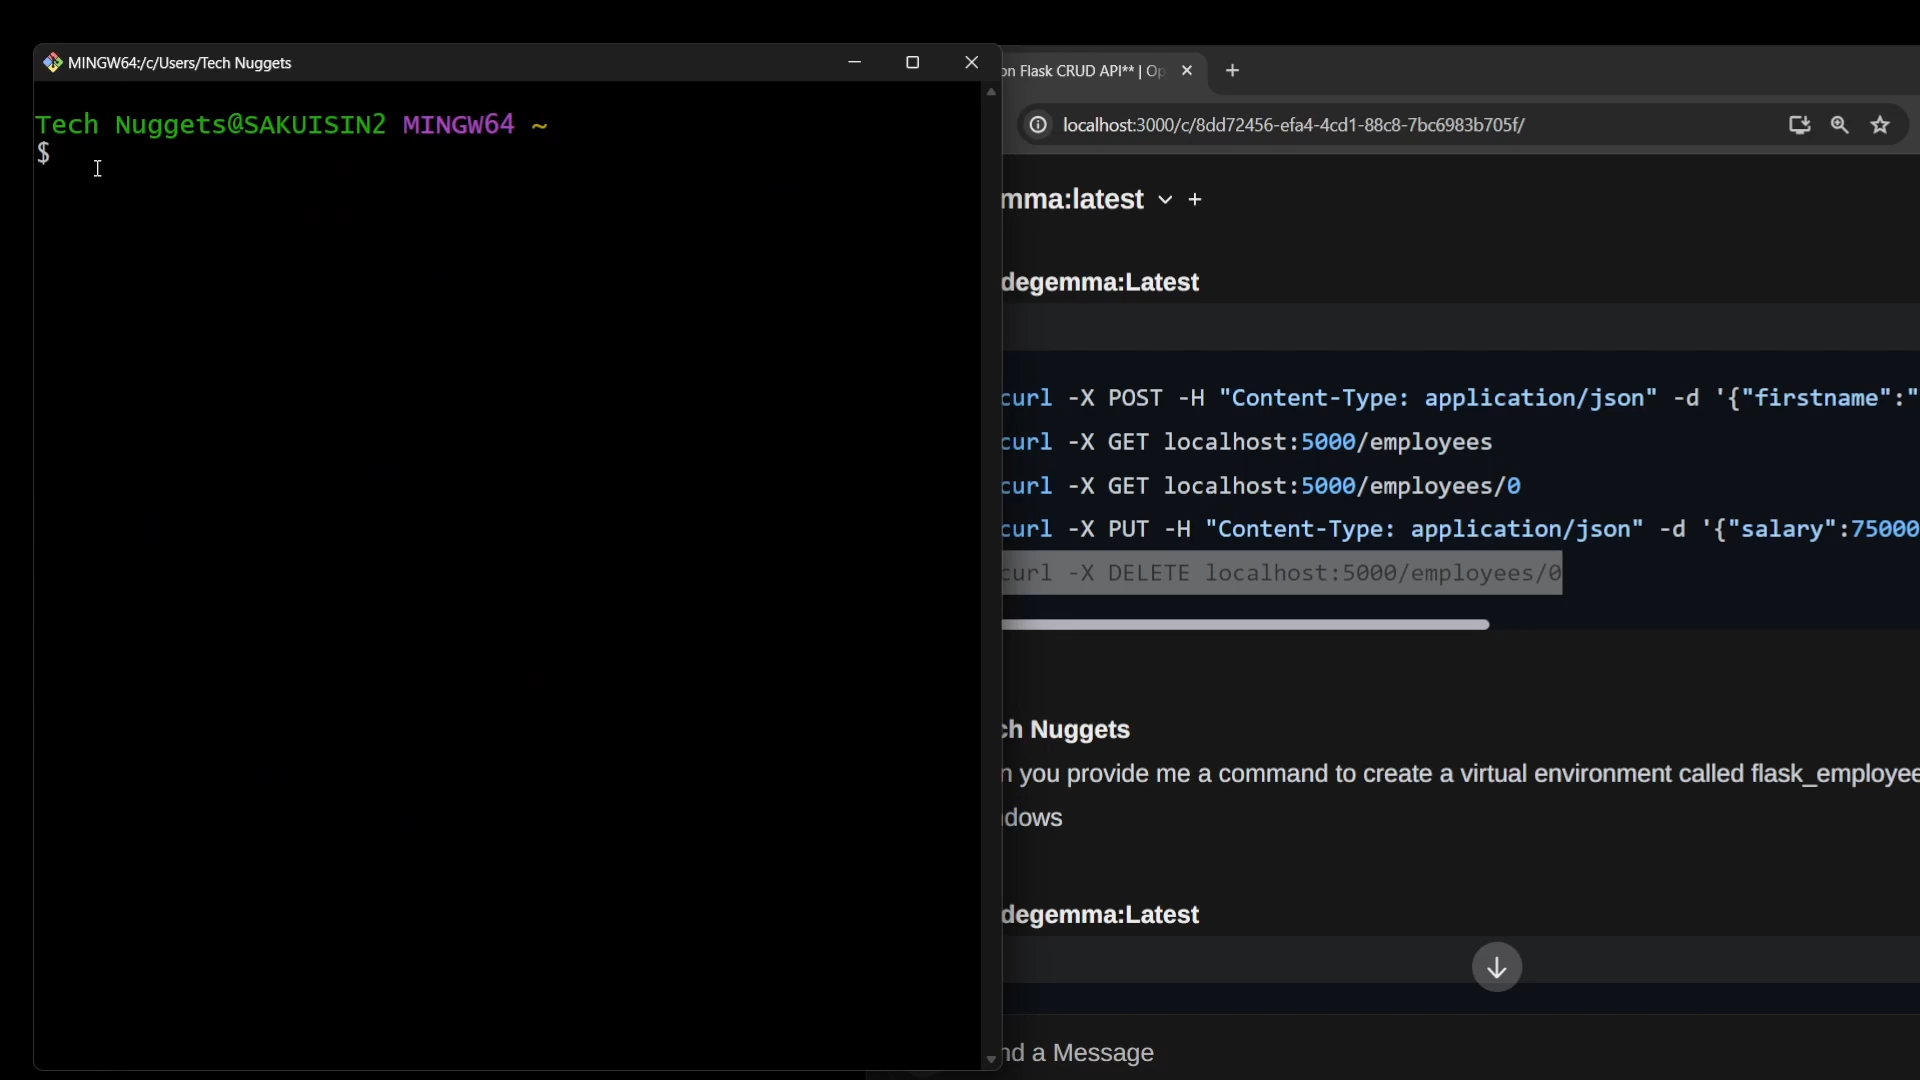 MINGW64:/c/Users/Tech Nuggets
Tech Nuggets@SAKUISIN2 MINGW64 ~
$
on Flask CRUD API** | Op
localhost:3000/c/8dd72456-efa4-4cd1-88c8-7bc6983b705f/
mma:latest
degemma:Latest
curl -X POST -H "Content-Type: application/json" -d '{"firstname":"
curl -X GET localhost:5000/employees
curl -X GET localhost:5000/employees/0
curl -X PUT -H "Content-Type: application/json" -d '{"salary":75000
curl -X DELETE localhost:5000/employees/0
ch Nuggets
n you provide me a command to create a virtual environment called flask_employee
dows
degemma:Latest
nd a Message